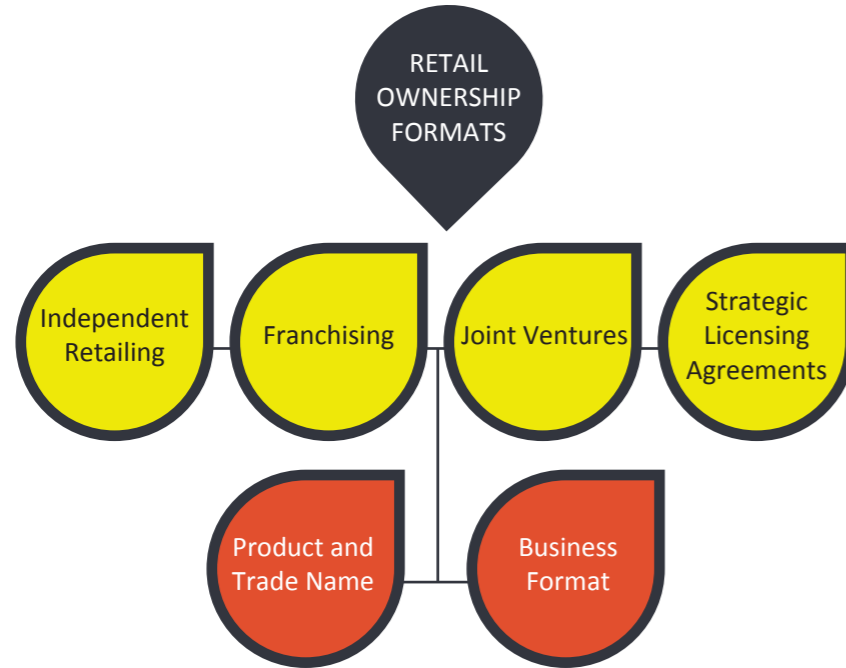 RETAIL
OWNERSHIP
FORMATS
Independent
Retailing
Franchising
Joint Ventures
Strategic
Licensing
Agreements
Product and
Trade Name
Business
Format